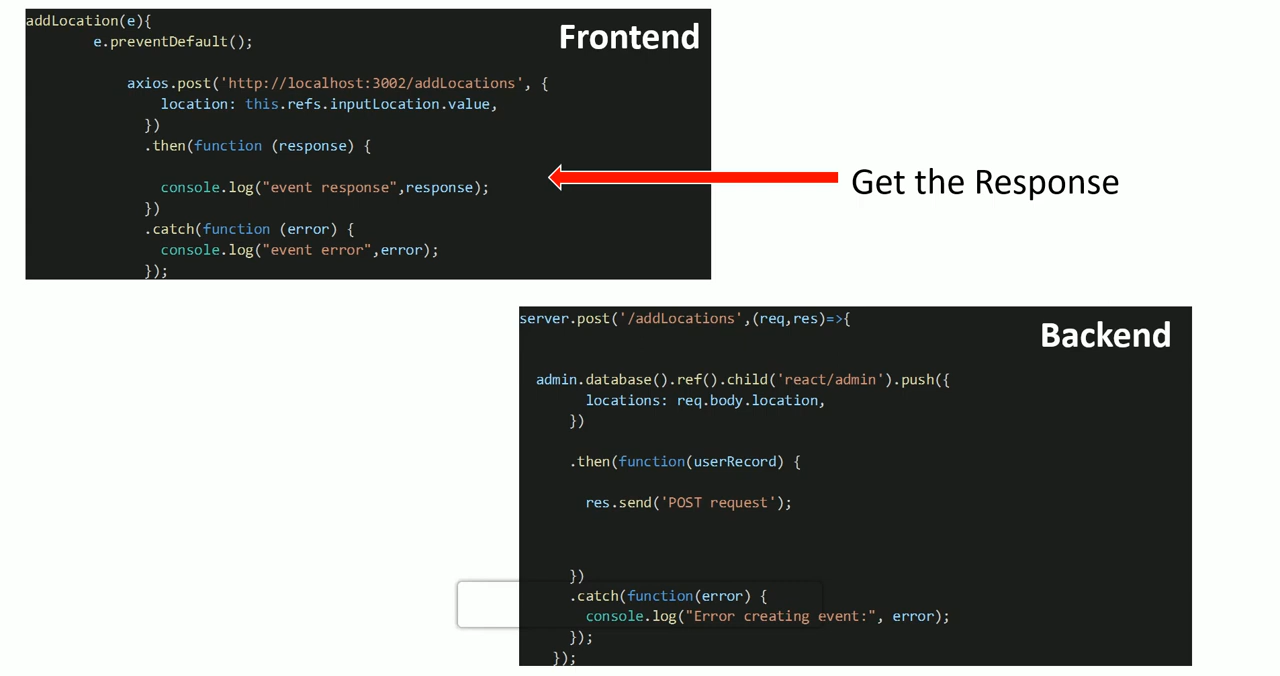 addLocation(e){
e.preventDefault();
Frontend
axios.post('http://localhost:3002/addLocations', {
location: this.refs.inputLocation.value,
})
.then(function (response) {
console.log("event response",response);
})
.catch(function (error) {
console.log("event error",error);
});
Get the Response
server.post('/addLocations',(req,res)=>{
Backend
admin.database().ref().child('react/admin').push({
locations: req.body.location,
})
.then(function(userRecord) {
res.send('POST request');
})
.catch(function(error) {
console.log("Error creating event:", error);
});
});